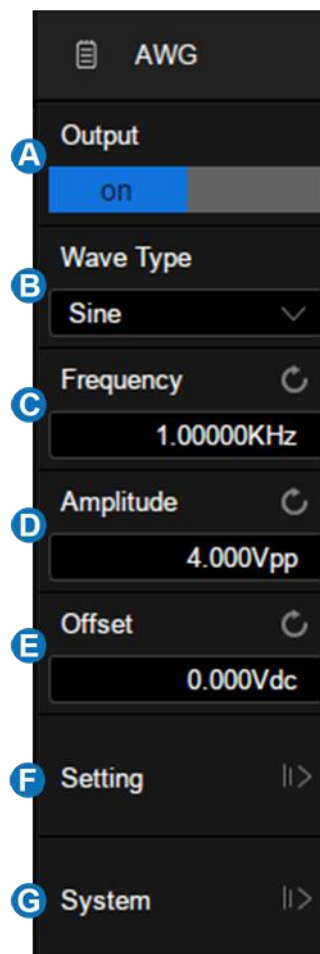 AWG
A
Output
on
B
Wave Type
Sine
C
Frequency
1.00000KHz
D
Amplitude
4.000Vpp
E
Offset
0.000Vdc
F
Setting
G
System